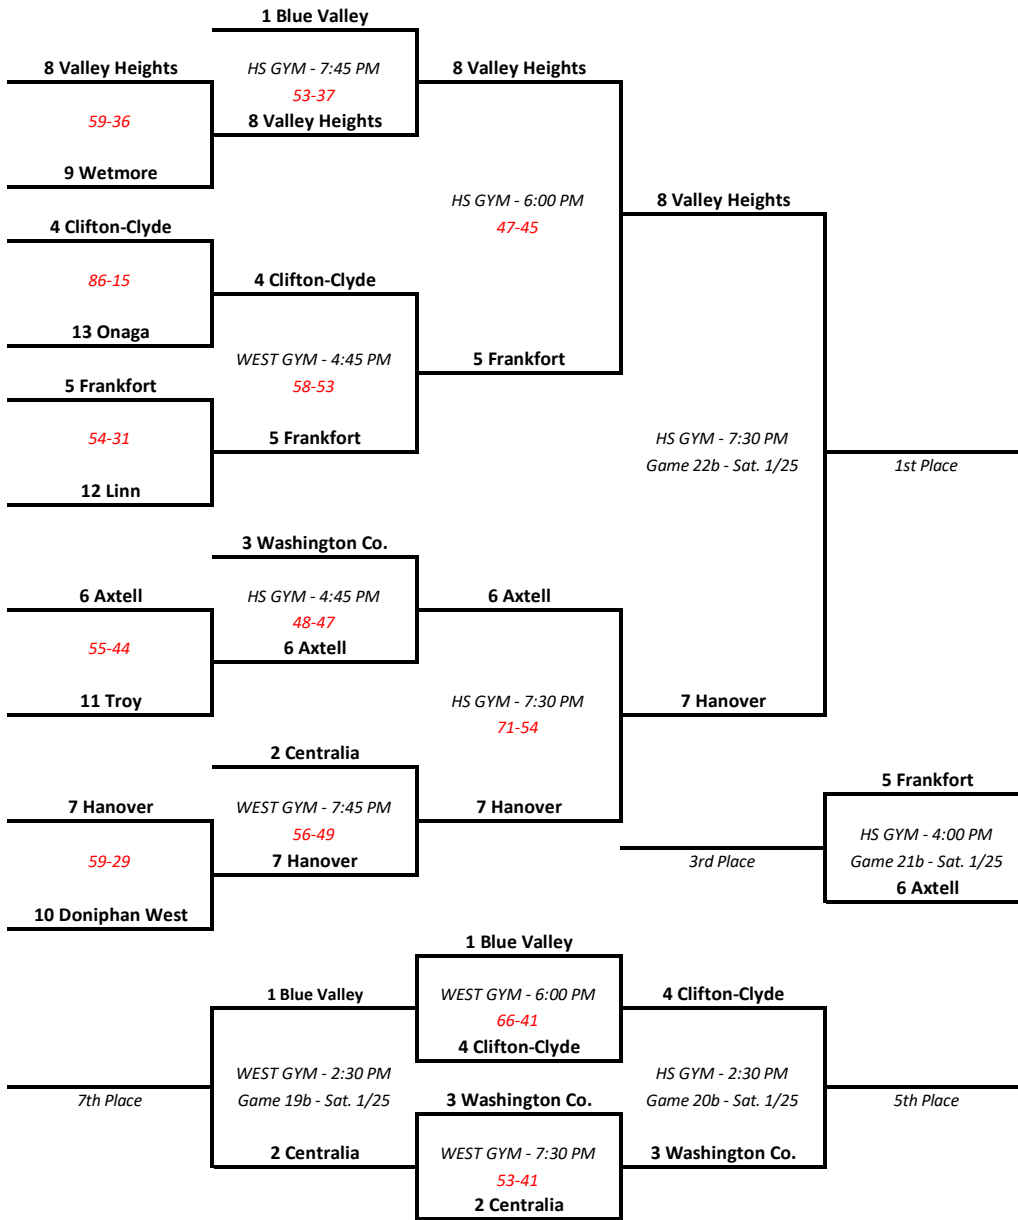 1 Blue Valley
8 Valley Heights
HS GYM - 7:45 PM
8 Valley Heights
53-37
59-36
8 Valley Heights
9 Wetmore
HS GYM - 6:00 PM
8 Valley Heights
47-45
4 Clifton-Clyde
86-15
4 Clifton-Clyde
13 Onaga
WEST GYM - 4:45 PM
5 Frankfort
58-53
5 Frankfort
54-31
5 Frankfort
HS GYM - 7:30 PM
Game 22b - Sat. 1/25
1st Place
12 Linn
3 Washington Co.
6 Axtell
HS GYM - 4:45 PM
6 Axtell
48-47
55-44
6 Axtell
11 Troy
HS GYM - 7:30 PM
7 Hanover
71-54
2 Centralia
5 Frankfort
7 Hanover
WEST GYM - 7:45 PM
7 Hanover
56-49
HS GYM - 4:00 PM
59-29
7 Hanover
3rd Place
Game 21b - Sat. 1/25
6 Axtell
10 Doniphan West
1 Blue Valley
1 Blue Valley
WEST GYM - 6:00 PM
4 Clifton-Clyde
66-41
4 Clifton-Clyde
WEST GYM - 2:30 PM
HS GYM - 2:30 PM
7th Place
Game 19b - Sat. 1/25
3 Washington Co.
Game 20b - Sat. 1/25
5th Place
2 Centralia
WEST GYM - 7:30 PM
3 Washington Co.
53-41
2 Centralia